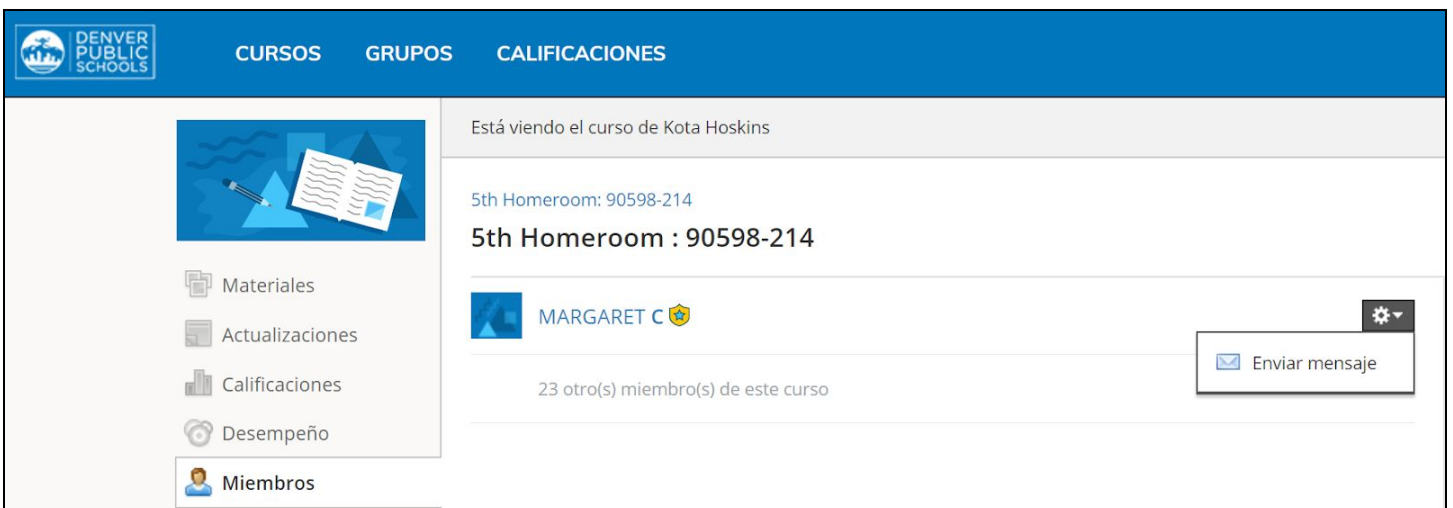 DENVER
PUBLIC
SCHOOLS
CURSOS GRUPOS CALIFICACIONES
Está viendo el curso de Kota Hoskins
5th Homeroom: 90598-214
5th Homeroom : 90598-214
Materiales
Actualizaciones
Calificaciones
Desempeño
Miembros
MARGARET C
Enviar mensaje
23 otro(s) miembro(s) de este curso